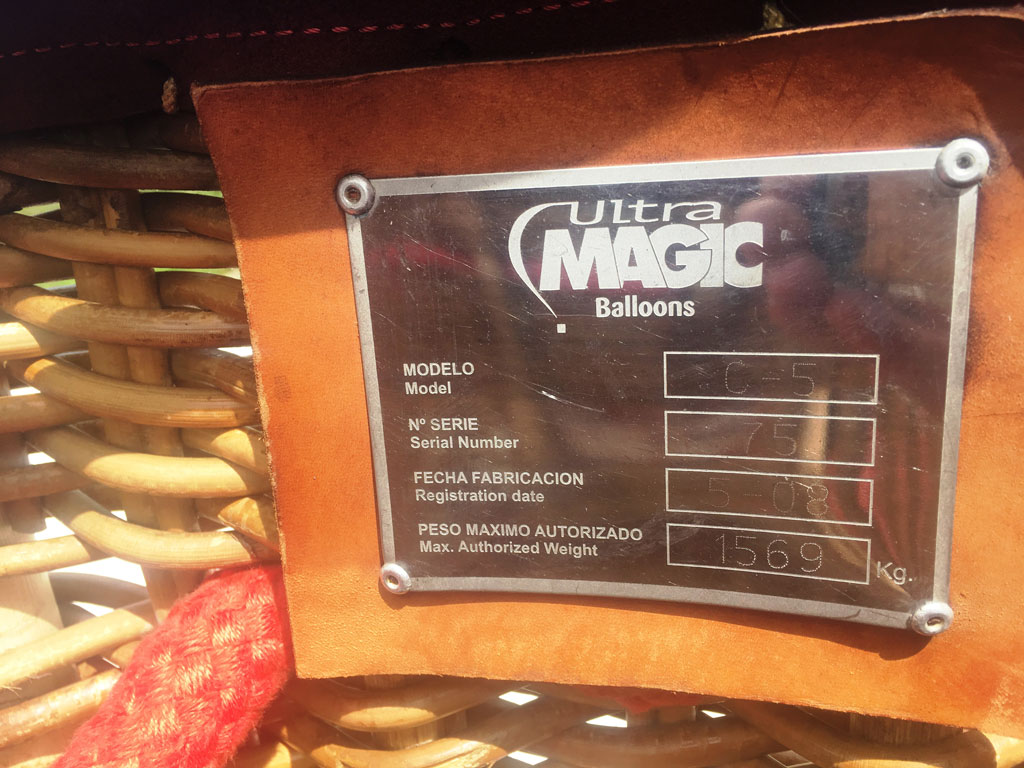 Ultra
MAGIC
Balloons
MODELO
Model
C-5
Nº SERIE
Serial Number
75
FECHA FABRICACION
Registration date
5-08
PESO MAXIMO AUTORIZADO
Max. Authorized Weight
1569 Kg.